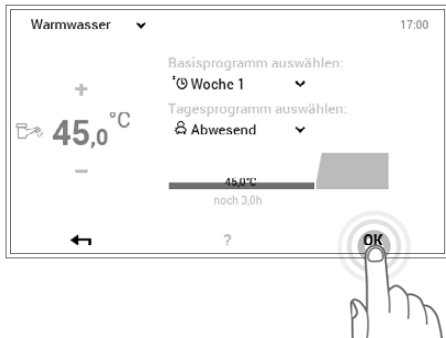 Warmwasser 17:00
Basisprogramm auswählen:
Woche 1
Tagesprogramm auswählen:
Abwesend
+
45,0°C
−
45,0°C
noch 3,0h
? OK